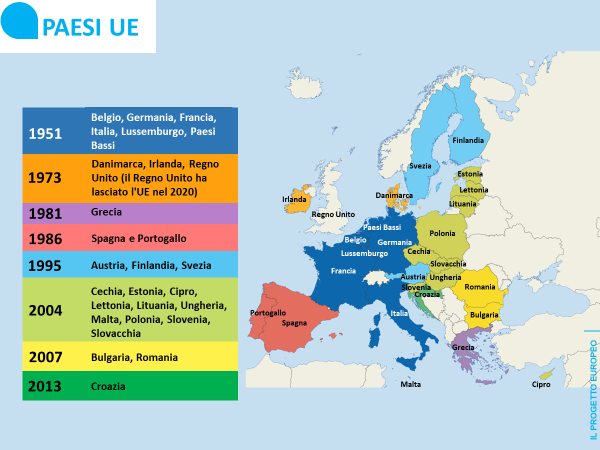 PAESI UE
1951
Belgio, Germania, Francia,
Italia, Lussemburgo, Paesi
Bassi
1973
Danimarca, Irlanda, Regno
Unito (il Regno Unito ha
lasciato l'UE nel 2020)
1981
Grecia
1986
Spagna e Portogallo
1995
Austria, Finlandia, Svezia
2004
Cechia, Estonia, Cipro,
Lettonia, Lituania, Ungheria,
Malta, Polonia, Slovenia,
Slovacchia
2007
Bulgaria, Romania
2013
Croazia
Finlandia
Svezia
Estonia
Lettonia
Lituania
Danimarca
Irlanda
Regno Unito
Paesi Bassi
Polonia
Belgio
Germania
Lussemburgo
Cechia
Slovacchia
Francia
Austria
Ungheria
Slovenia
Romania
Croazia
Portogallo
Italia
Bulgaria
Spagna
Grecia
Malta
Cipro
IL PROGETTO EUROPEO